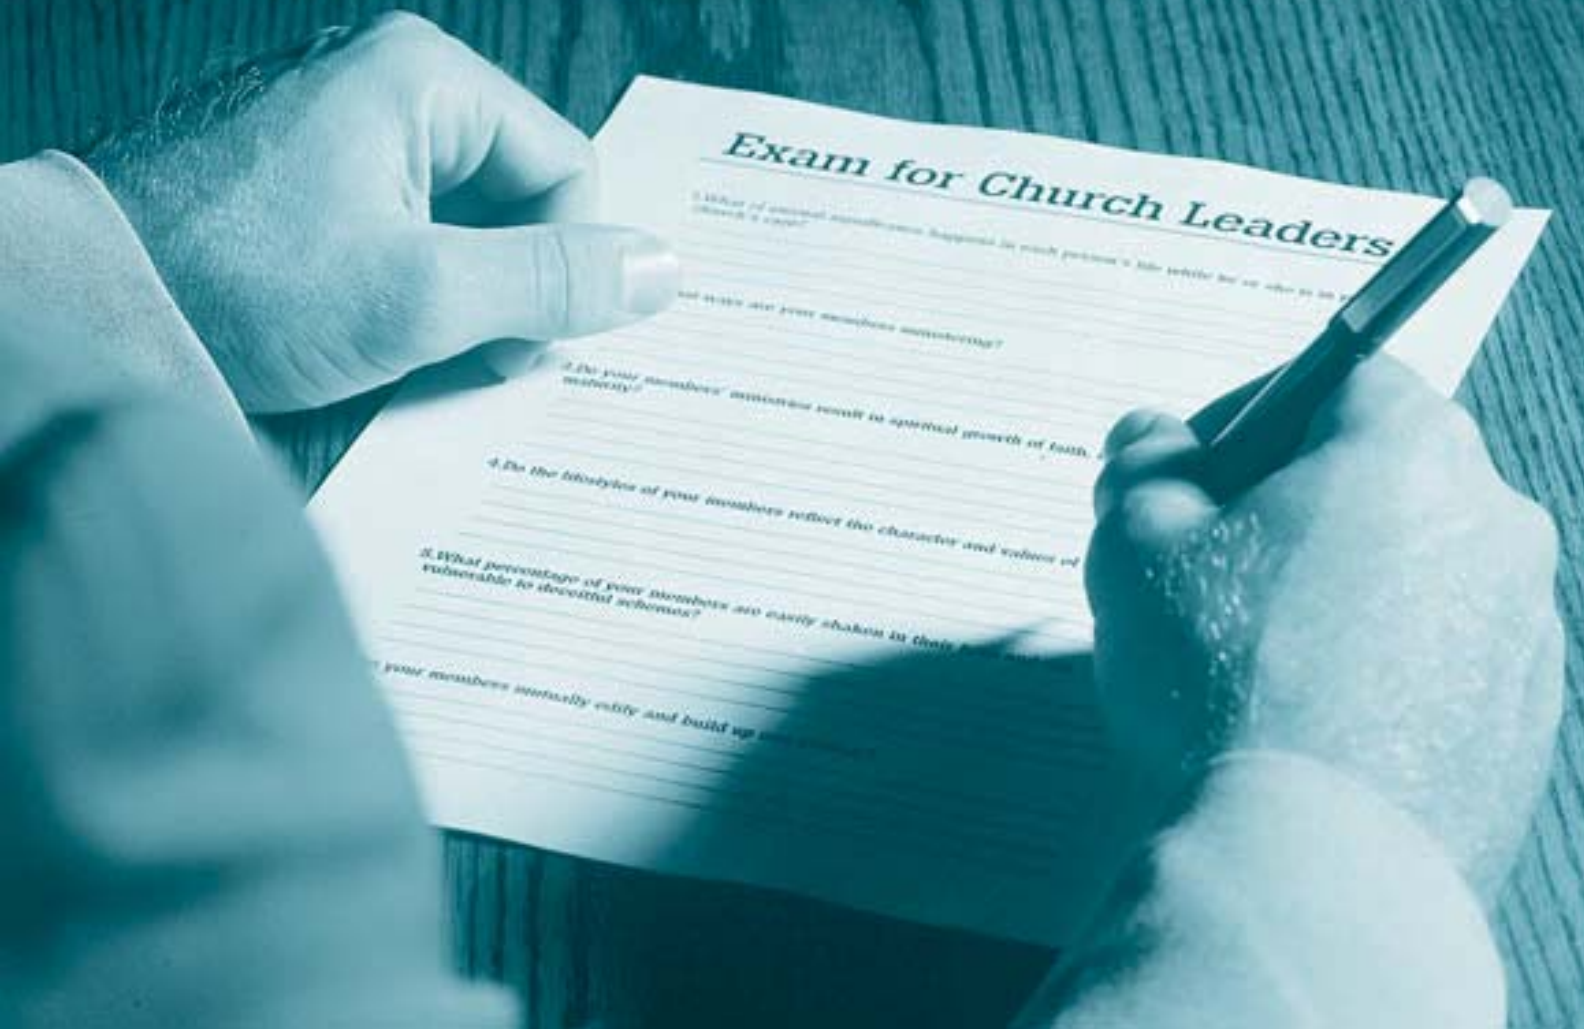 Exam for Church Leaders
1.What of eternal significance happens in each person's life while he or she is in
church's care?
ways are your members ministering?
3.Do your members' ministries result in spiritual growth of faith,
maturity?
4.Do the lifestyles of your members reflect the character and values of
5.What percentage of your members are easily shaken in their
vulnerable to deceitful schemes?
your members mutually edify and build up